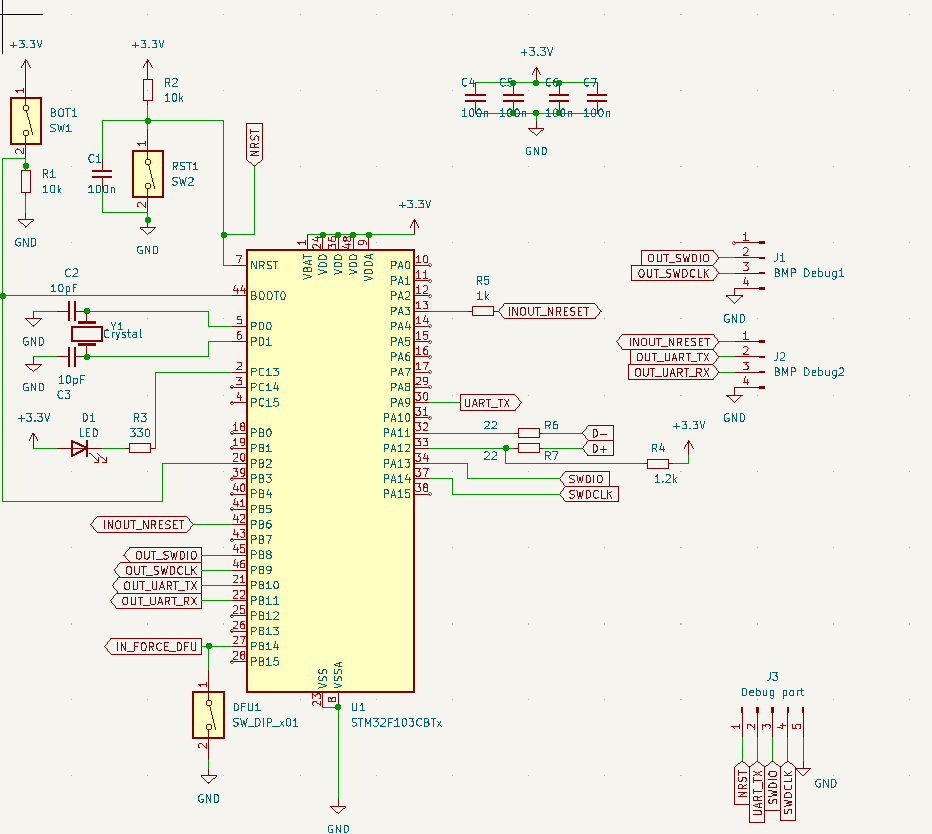 +3.3V
+3.3V
+3.3V
1
BOT1
SW1
2
R1
10k
GND
R2
10k
C1
100n
1
RST1
SW2
2
GND
NRST
C4 C5 C6 C7
100n 100n 100n 100n
GND
+3.3V
1 24 36 48 9
VBAT VDD VDD VDD VDDA
7 NRST
44 BOOT0
5 PD0
6 PD1
2 PC13
3 PC14
4 PC15
18 PB0
19 PB1
20 PB2
39 PB3
40 PB4
41 PB5
42 PB6
43 PB7
45 PB8
46 PB9
21 PB10
22 PB11
25 PB12
26 PB13
27 PB14
28 PB15
PA0 10
PA1 11
PA2 12
PA3 13
PA4 14
PA5 15
PA6 16
PA7 17
PA8 29
PA9 30
PA10 31
PA11 32
PA12 33
PA13 34
PA14 37
PA15 38
VSS VSSA
23 8
U1
STM32F103CBTx
GND
C2
10pF
GND
Y1
Crystal
GND
10pF
C3
+3.3V
D1
LED
R3
330
INOUT_NRESET
OUT_SWDIO
OUT_SWDCLK
OUT_UART_TX
OUT_UART_RX
IN_FORCE_DFU
1
DFU1
SW_DIP_x01
2
GND
R5
1k
INOUT_NRESET
UART_TX
22 R6 D-
22 R7 D+
R4
1.2k
+3.3V
SWDIO
SWDCLK
1
OUT_SWDIO 2
OUT_SWDCLK 3
4
J1
BMP Debug1
GND
INOUT_NRESET 1
OUT_UART_TX 2
OUT_UART_RX 3
4
J2
BMP Debug2
GND
J3
Debug port
1 2 3 4 5
NRST UART_TX SWDIO SWDCLK
GND